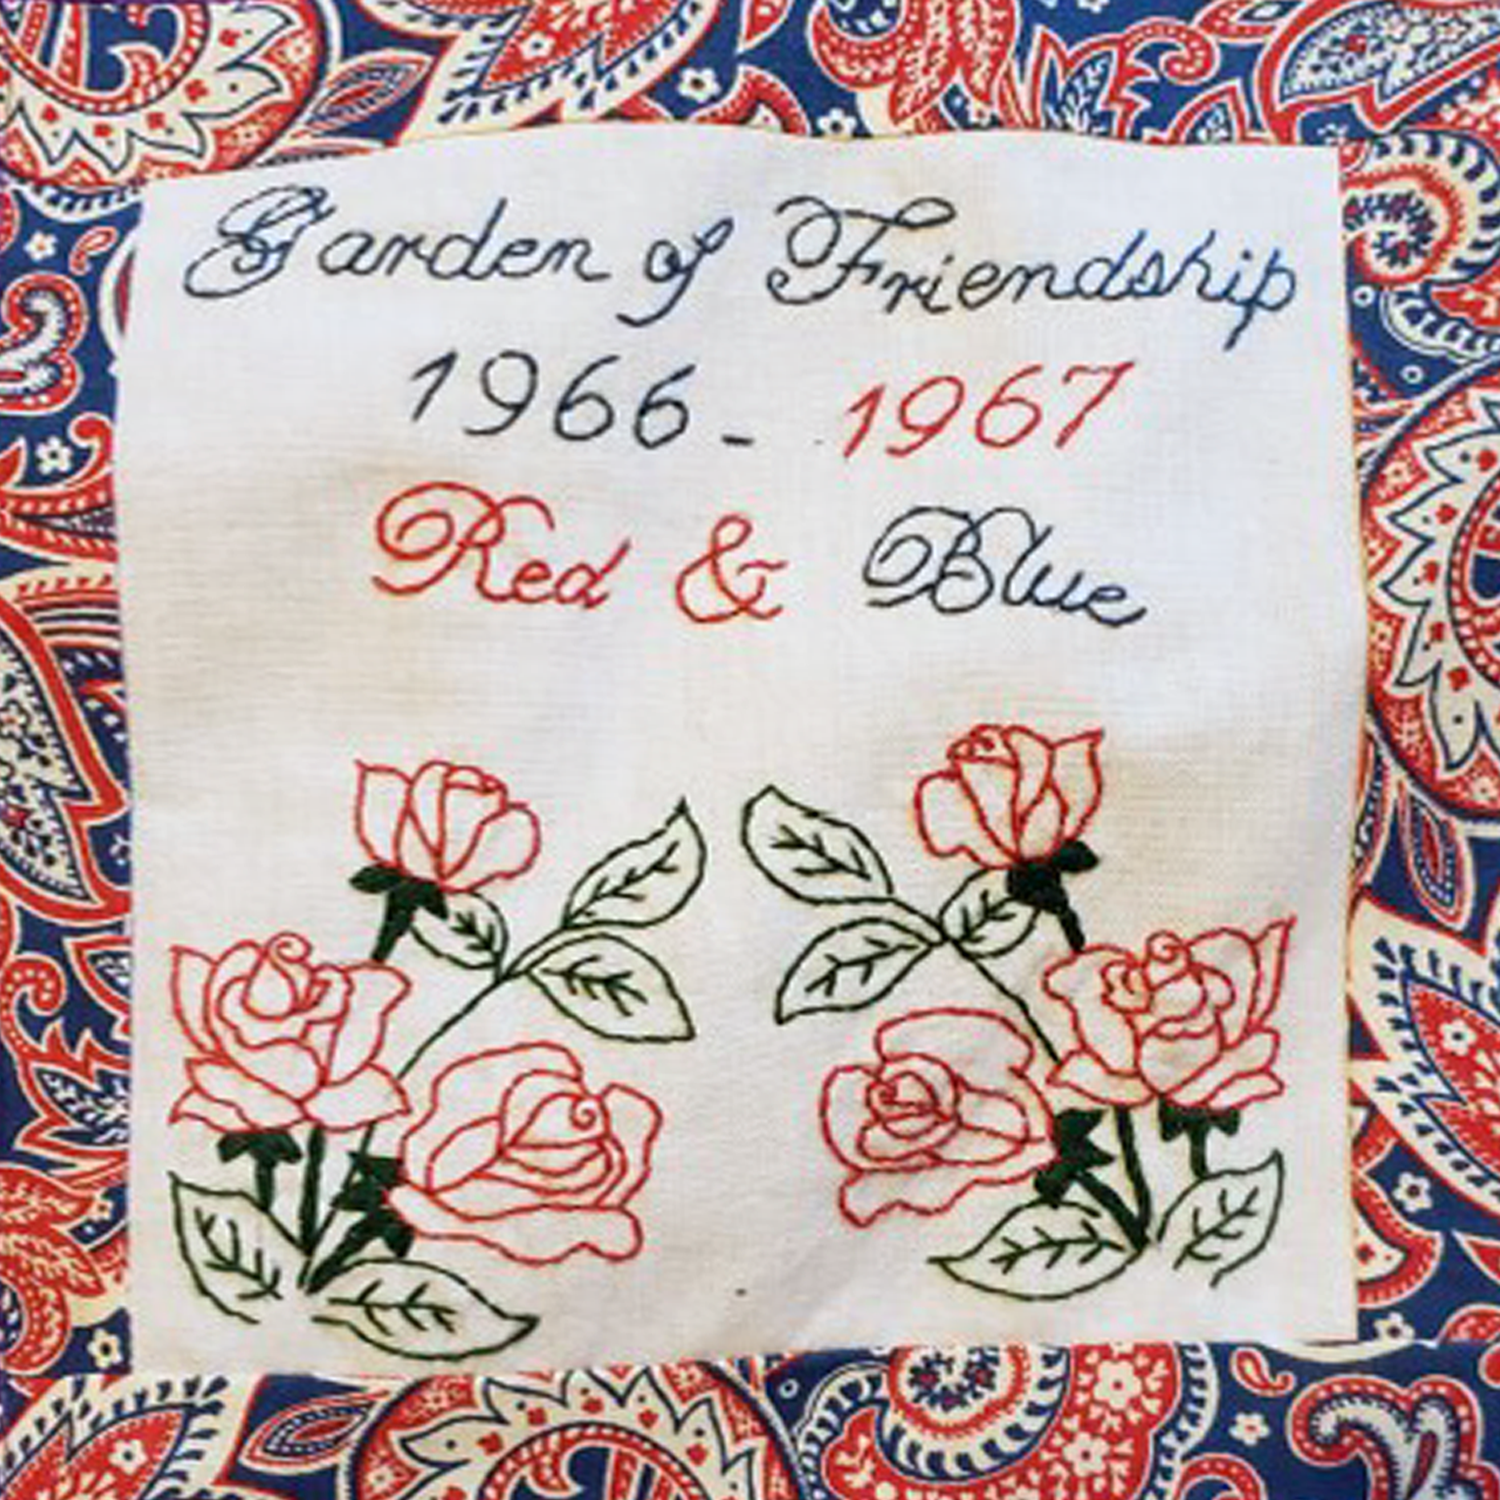 Garden of Friendship
1966 - 1967
Red & Blue